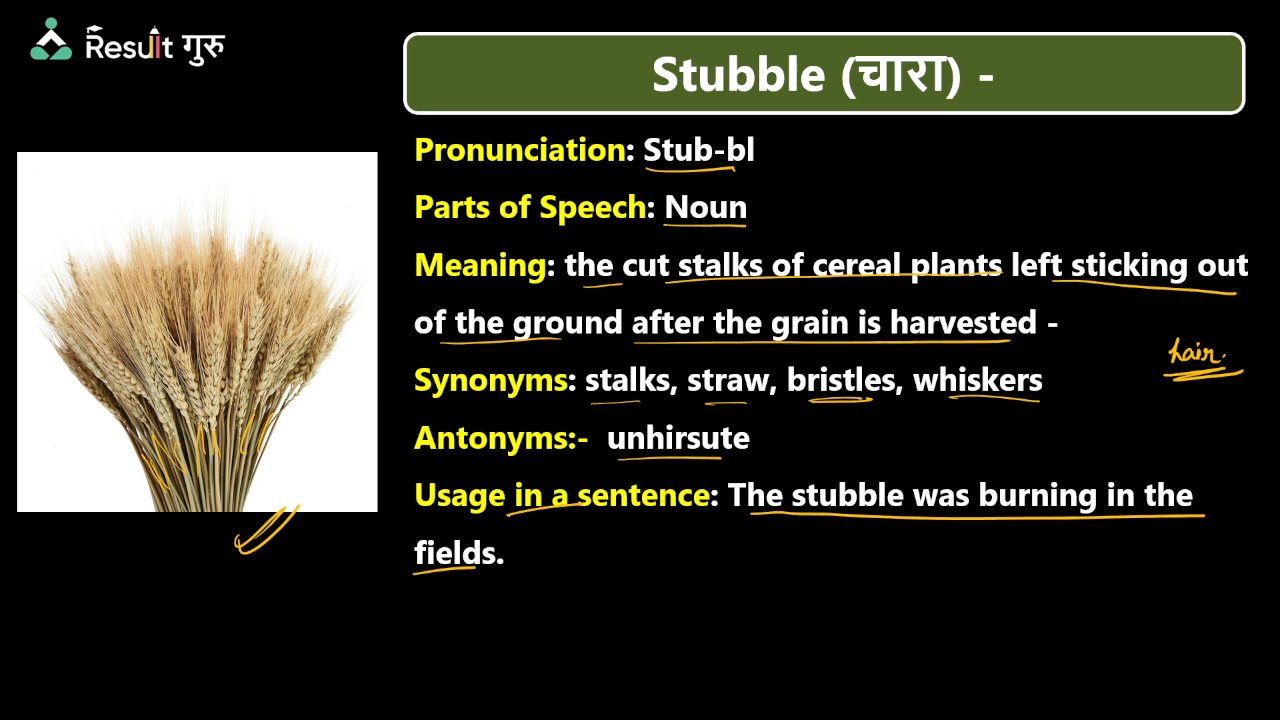 Result गुरु
Stubble (चारा) -
Pronunciation: Stub-bl
Parts of Speech: Noun
Meaning: the cut stalks of cereal plants left sticking out
of the ground after the grain is harvested -
hair.
Synonyms: stalks, straw, bristles, whiskers
Antonyms:- unhirsute
Usage in a sentence: The stubble was burning in the
fields.